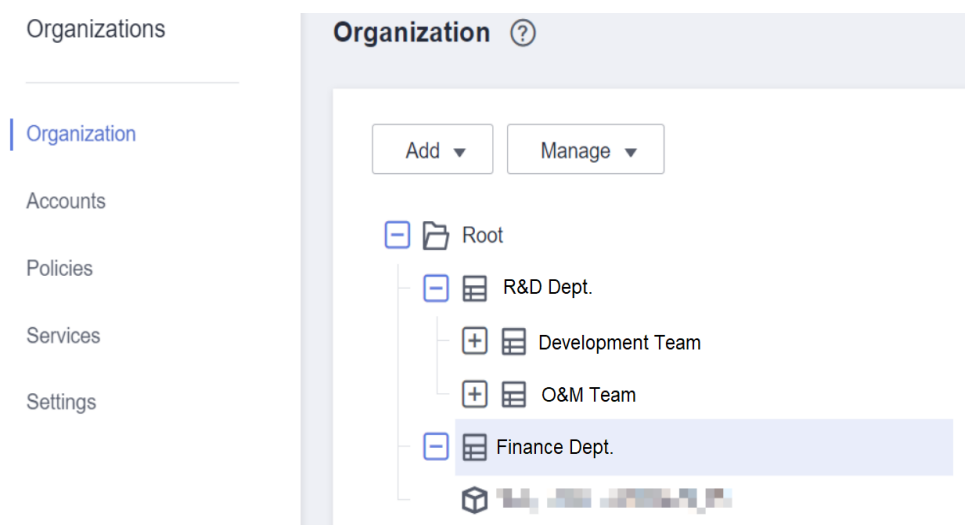 Organizations
Organization ?
Organization
Accounts
Policies
Services
Settings
Add
Manage
Root
R&D Dept.
Development Team
O&M Team
Finance Dept.